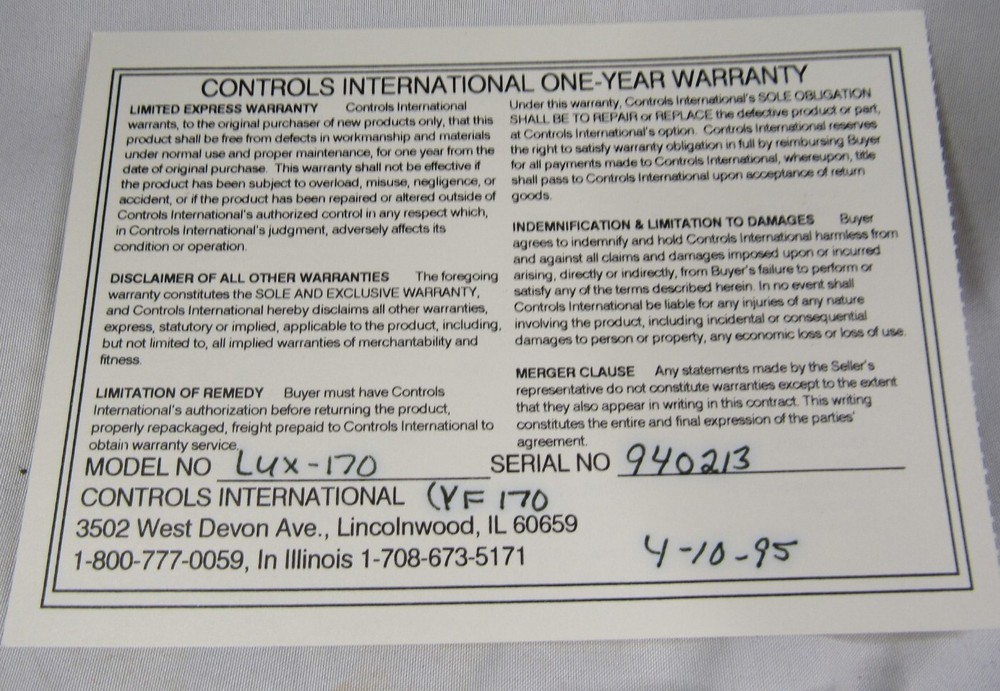 CONTROLS INTERNATIONAL ONE-YEAR WARRANTY
LIMITED EXPRESS WARRANTY Controls International
warrants, to the original purchaser of new products only, that this
product shall be free from defects in workmanship and materials
under normal use and proper maintenance, for one year from the
date of original purchase. This warranty shall not be effective if
the product has been subject to overload, misuse, negligence, or
accident, or if the product has been repaired or altered outside of
Controls International's authorized control in any respect which,
in Controls International's judgment, adversely affects its
condition or operation.
DISCLAIMER OF ALL OTHER WARRANTIES The foregoing
warranty constitutes the SOLE AND EXCLUSIVE WARRANTY,
and Controls International hereby disclaims all other warranties,
express, statutory or implied, applicable to the product, including,
but not limited to, all implied warranties of merchantability and
fitness.
LIMITATION OF REMEDY Buyer must have Controls
International's authorization before returning the product,
properly repackaged, freight prepaid to Controls International to
obtain warranty service.
Under this warranty, Controls International's SOLE OBLIGATION
SHALL BE TO REPAIR or REPLACE the defective product or part,
at Controls International's option. Controls International reserves
the right to satisfy warranty obligation in full by reimbursing Buyer
for all payments made to Controls International, whereupon, title
shall pass to Controls International upon acceptance of return
goods.
INDEMNIFICATION & LIMITATION TO DAMAGES Buyer
agrees to indemnify and hold Controls International harmless from
and against all claims and damages imposed upon or incurred
arising, directly or indirectly, from Buyer's failure to perform or
satisfy any of the terms described herein. In no event shall
Controls International be liable for any injuries of any nature
involving the product, including incidental or consequential
damages to person or property, any economic loss or loss of use.
MERGER CLAUSE Any statements made by the Seller's
representative do not constitute warranties except to the extent
that they also appear in writing in this contract. This writing
constitutes the entire and final expression of the parties'
agreement.
MODEL NO LUX-170 SERIAL NO 940213
CONTROLS INTERNATIONAL (YF 170
3502 West Devon Ave., Lincolnwood, IL 60659
1-800-777-0059, In Illinois 1-708-673-5171
4-10-95